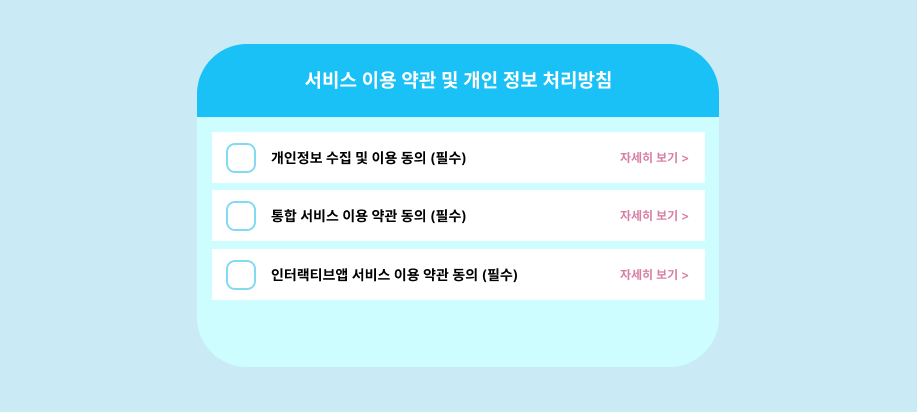 서비스 이용 약관 및 개인 정보 처리방침
개인정보 수집 및 이용 동의 (필수) 자세히 보기 >
통합 서비스 이용 약관 동의 (필수) 자세히 보기 >
인터랙티브앱 서비스 이용 약관 동의 (필수) 자세히 보기 >